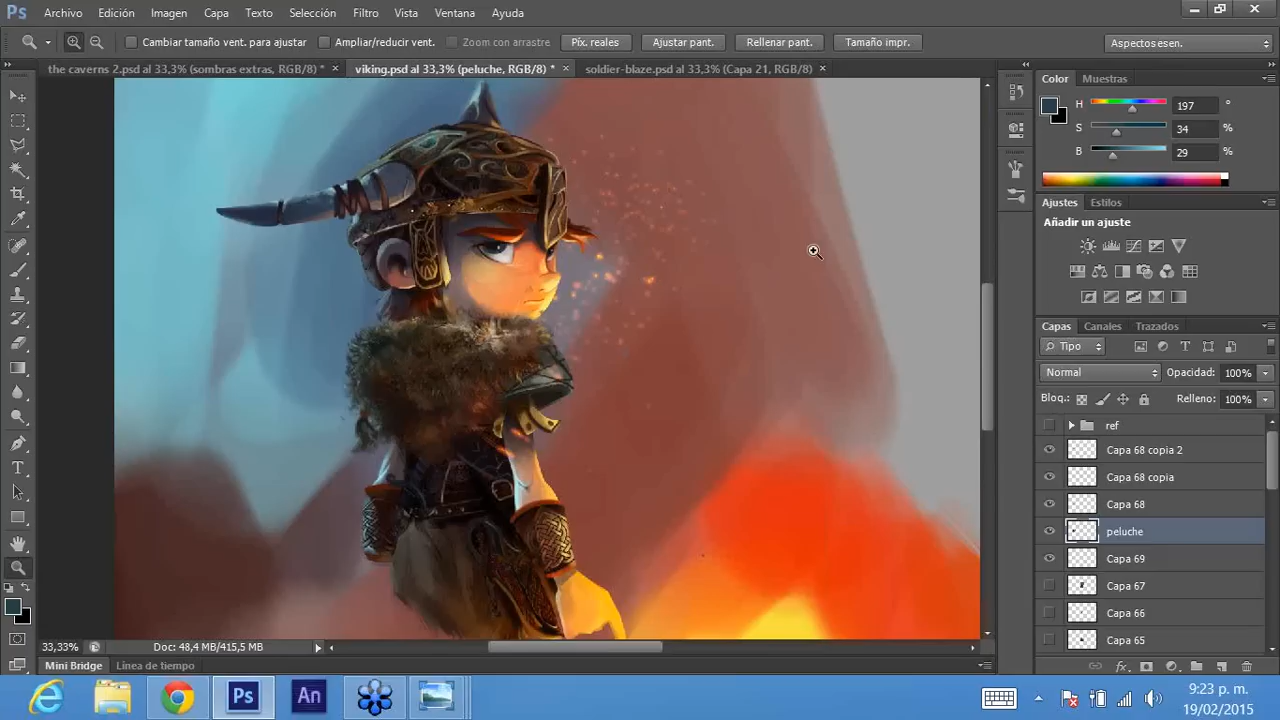 Ps Archivo Edición Imagen Capa Texto Selección Filtro Vista Ventana Ayuda
Cambiar tamaño vent. para ajustar Ampliar/reducir vent. Zoom con arrastre Píx. reales Ajustar pant. Rellenar pant. Tamaño impr. Aspectos esen.
the caverns 2.psd al 33,3% (sombras extras, RGB/8) * × viking.psd al 33,3% (peluche, RGB/8) * × soldier-blaze.psd al 33,3% (Capa 21, RGB/8) ×
Color Muestras
H 197 °
S 34 %
B 29 %
Ajustes Estilos
Añadir un ajuste
Capas Canales Trazados
Tipo
Normal Opacidad: 100%
Bloq.: Relleno: 100%
ref
Capa 68 copia 2
Capa 68 copia
Capa 68
peluche
Capa 69
Capa 67
Capa 66
Capa 65
33,33% Doc: 48,4 MB/415,5 MB
Mini Bridge Línea de tiempo
Ps An
9:23 p. m.
19/02/2015